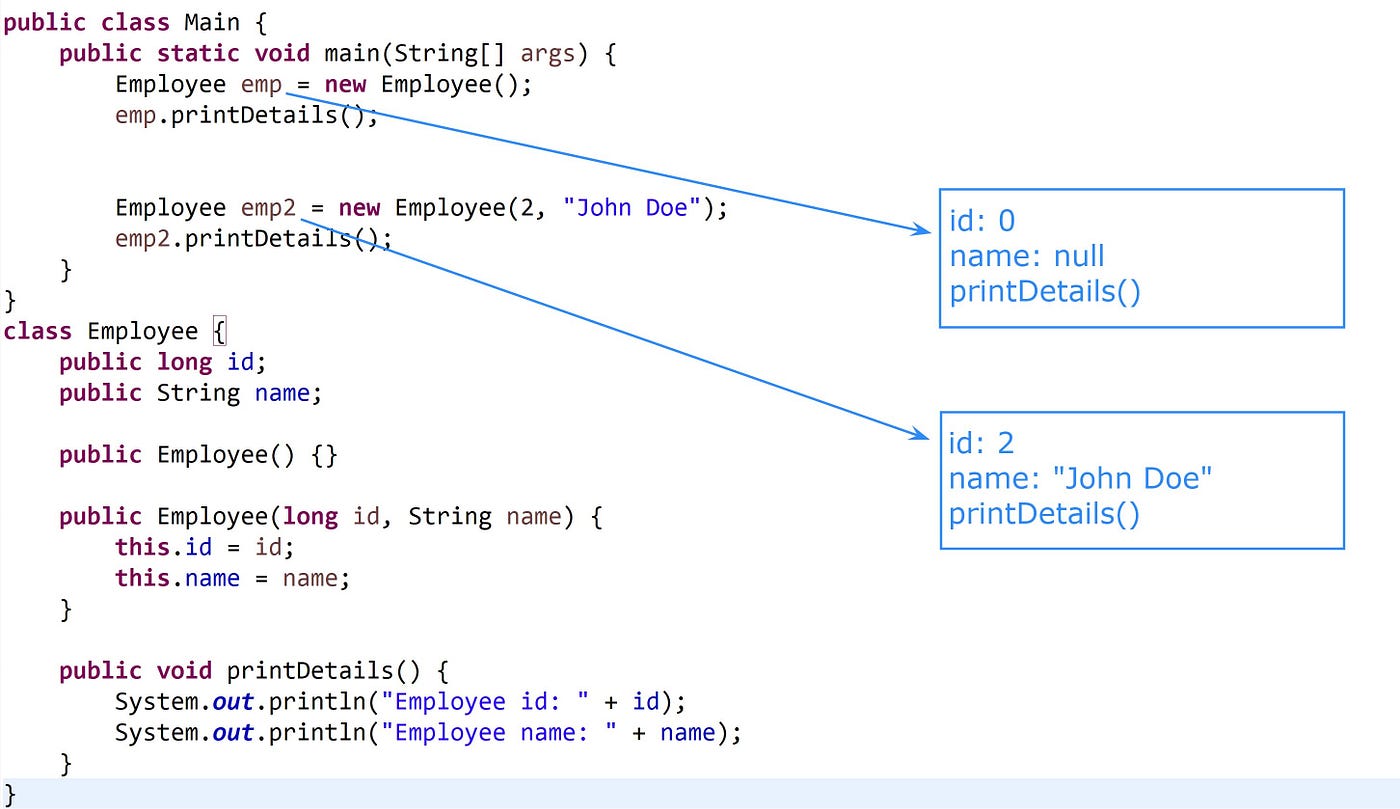 public class Main {
public static void main(String[] args) {
Employee emp = new Employee();
emp.printDetails();
Employee emp2 = new Employee(2, "John Doe");
emp2.printDetails();
}
}
class Employee {
public long id;
public String name;
public Employee() {}
public Employee(long id, String name) {
this.id = id;
this.name = name;
}
public void printDetails() {
System.out.println("Employee id: " + id);
System.out.println("Employee name: " + name);
}
}
id: 0
name: null
printDetails()
id: 2
name: "John Doe"
printDetails()